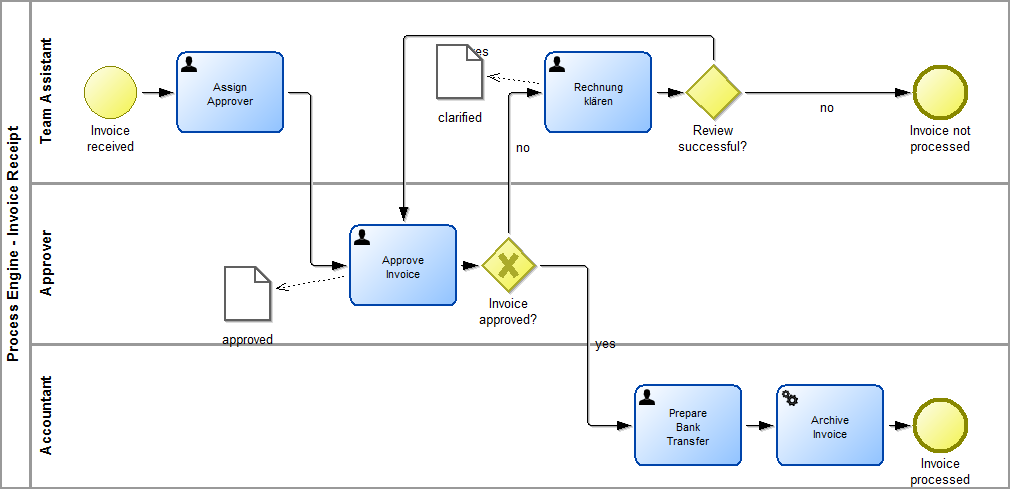 Process Engine - Invoice Receipt
Team Assistant
Invoice
received
Assign
Approver
yes
clarified
Rechnung
klären
no
Review
successful?
no
Invoice not
processed
Approver
approved
Approve
Invoice
Invoice
approved?
yes
Accountant
Prepare
Bank
Transfer
Archive
Invoice
Invoice
processed